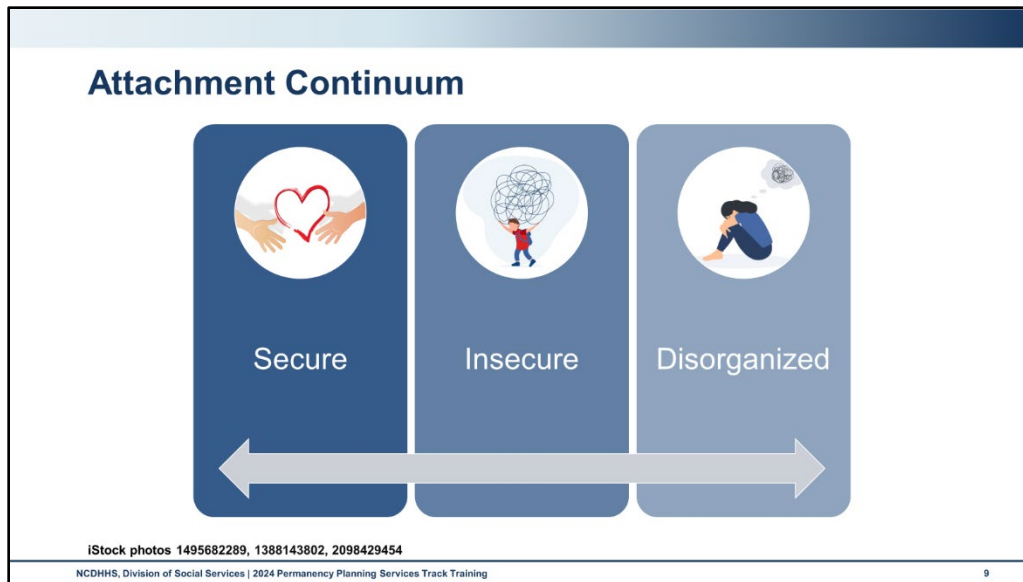 Attachment Continuum
Secure
Insecure
Disorganized
iStock photos 1495682289, 1388143802, 2098429454
NCDHHS, Division of Social Services | 2024 Permanency Planning Services Track Training
9